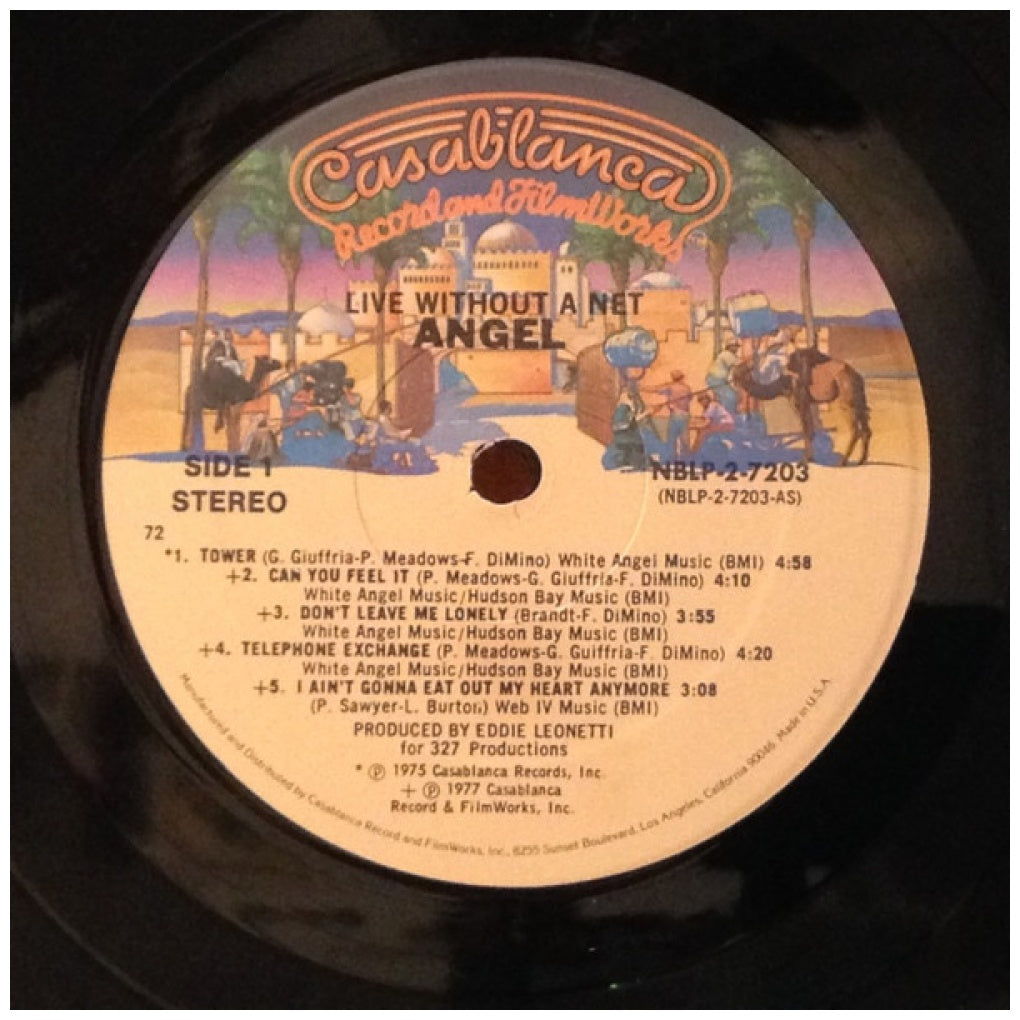 Casablanca
Record and FilmWorks
LIVE WITHOUT A NET
ANGEL
SIDE 1
STEREO
NBLP-2-7203
(NBLP-2-7203-AS)
72
*1. TOWER (G. Giuffria-P. Meadows-F. DiMino) White Angel Music (BMI) 4:58
+2. CAN YOU FEEL IT (P. Meadows-G. Giuffria-F. DiMino) 4:10
White Angel Music/Hudson Bay Music (BMI)
+3. DON'T LEAVE ME LONELY (Brandt-F. DiMino) 3:55
White Angel Music/Hudson Bay Music (BMI)
+4. TELEPHONE EXCHANGE (P. Meadows-G. Guiffria-F. DiMino) 4:20
White Angel Music/Hudson Bay Music (BMI)
+5. I AIN'T GONNA EAT OUT MY HEART ANYMORE 3:08
(P. Sawyer-L. Burton) Web IV Music (BMI)
PRODUCED BY EDDIE LEONETTI
for 327 Productions
* ℗ 1975 Casablanca Records, Inc.
+ ℗ 1977 Casablanca
Record & FilmWorks, Inc.
Manufactured and Distributed by Casablanca Record and FilmWorks, Inc., 8255 Sunset Boulevard, Los Angeles, California 90046 Made in U.S.A